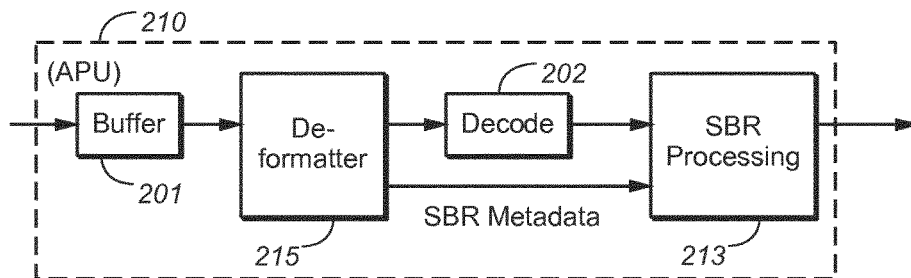 210
(APU)
202
Buffer
De-
formatter
Decode
SBR
Processing
201
SBR Metadata
215
213